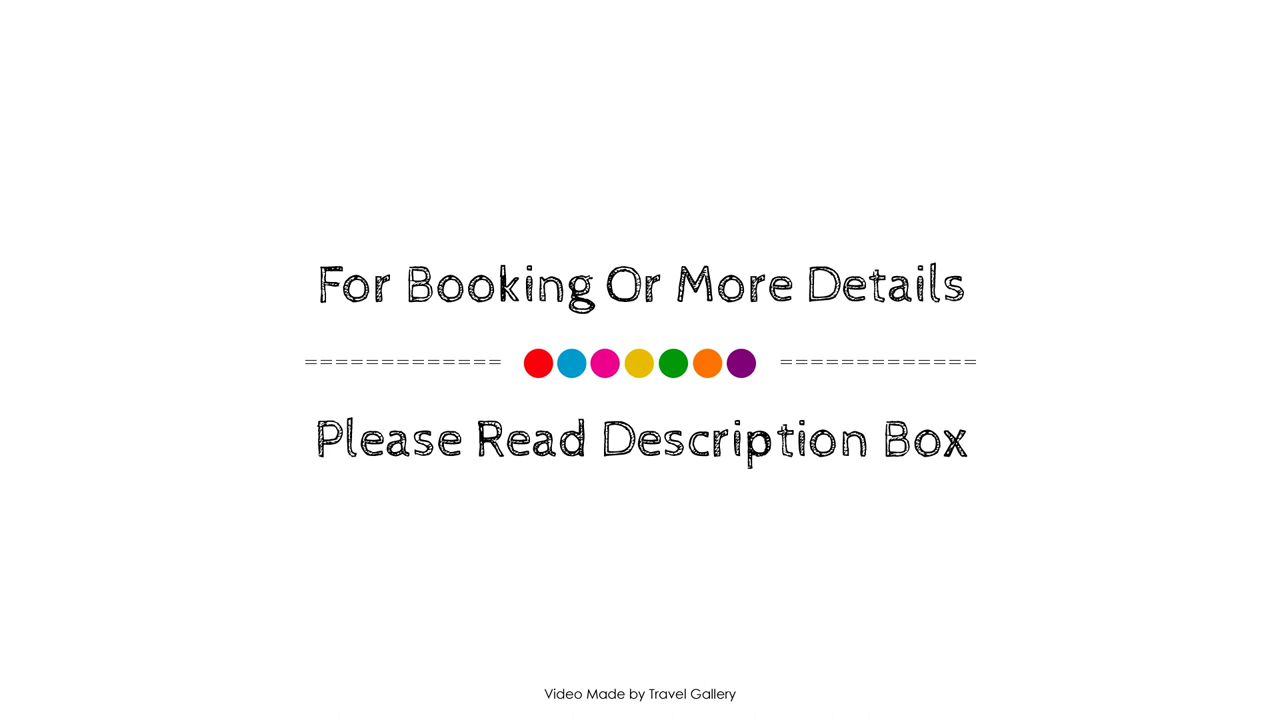 For Booking Or More Details
============= =============
Please Read Description Box
Video Made by Travel Gallery